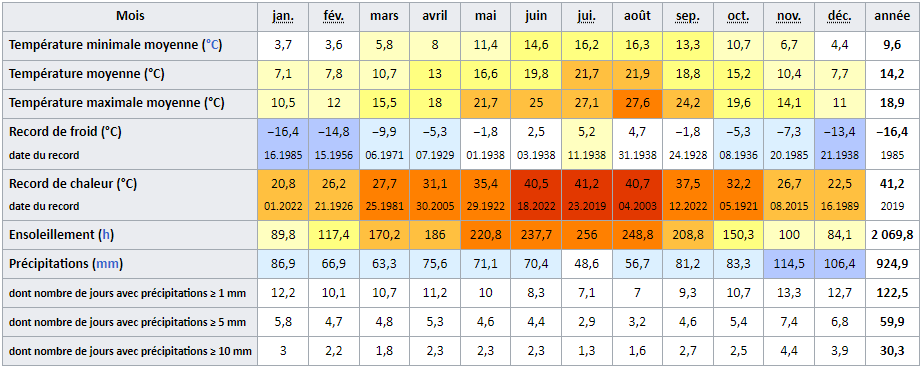 Mois jan. fév. mars avril mai juin jui. août sep. oct. nov. déc. année
Température minimale moyenne (°C) 3,7 3,6 5,8 8 11,4 14,6 16,2 16,3 13,3 10,7 6,7 4,4 9,6
Température moyenne (°C) 7,1 7,8 10,7 13 16,6 19,8 21,7 21,9 18,8 15,2 10,4 7,7 14,2
Température maximale moyenne (°C) 10,5 12 15,5 18 21,7 25 27,1 27,6 24,2 19,6 14,1 11 18,9
Record de froid (°C) −16,4 −14,8 −9,9 −5,3 −1,8 2,5 5,2 4,7 −1,8 −5,3 −7,3 −13,4 −16,4
date du record 16.1985 15.1956 06.1971 07.1929 01.1938 03.1938 11.1938 31.1938 24.1928 08.1936 20.1985 21.1938 1985
Record de chaleur (°C) 20,8 26,2 27,7 31,1 35,4 40,5 41,2 40,7 37,5 32,2 26,7 22,5 41,2
date du record 01.2022 21.1926 25.1981 30.2005 29.1922 18.2022 23.2019 04.2003 12.2022 05.1921 08.2015 16.1989 2019
Ensoleillement (h) 89,8 117,4 170,2 186 220,8 237,7 256 248,8 208,8 150,3 100 84,1 2 069,8
Précipitations (mm) 86,9 66,9 63,3 75,6 71,1 70,4 48,6 56,7 81,2 83,3 114,5 106,4 924,9
dont nombre de jours avec précipitations ≥ 1 mm 12,2 10,1 10,7 11,2 10 8,3 7,1 7 9,3 10,7 13,3 12,7 122,5
dont nombre de jours avec précipitations ≥ 5 mm 5,8 4,7 4,8 5,3 4,6 4,4 2,9 3,2 4,6 5,4 7,4 6,8 59,9
dont nombre de jours avec précipitations ≥ 10 mm 3 2,2 1,8 2,3 2,3 2,3 1,3 1,6 2,7 2,5 4,4 3,9 30,3